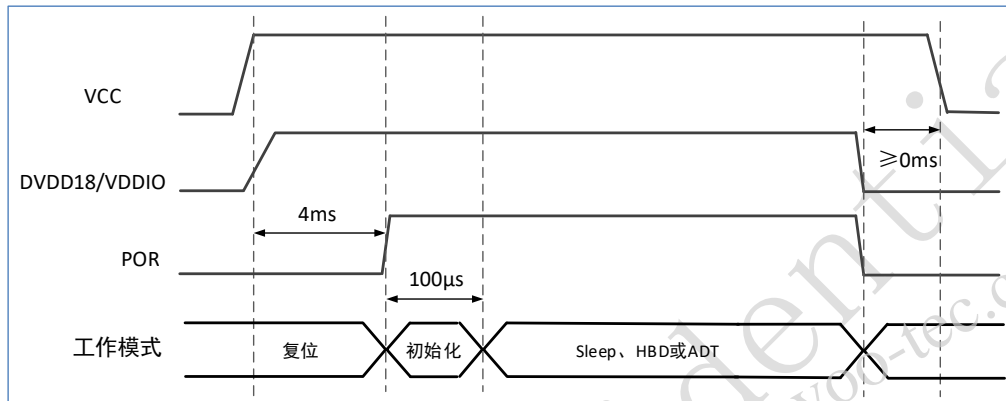 VCC
≥0ms
DVDD18/VDDIO
4ms
POR
100μs
工作模式
复位
初始化
Sleep、HBD或ADT